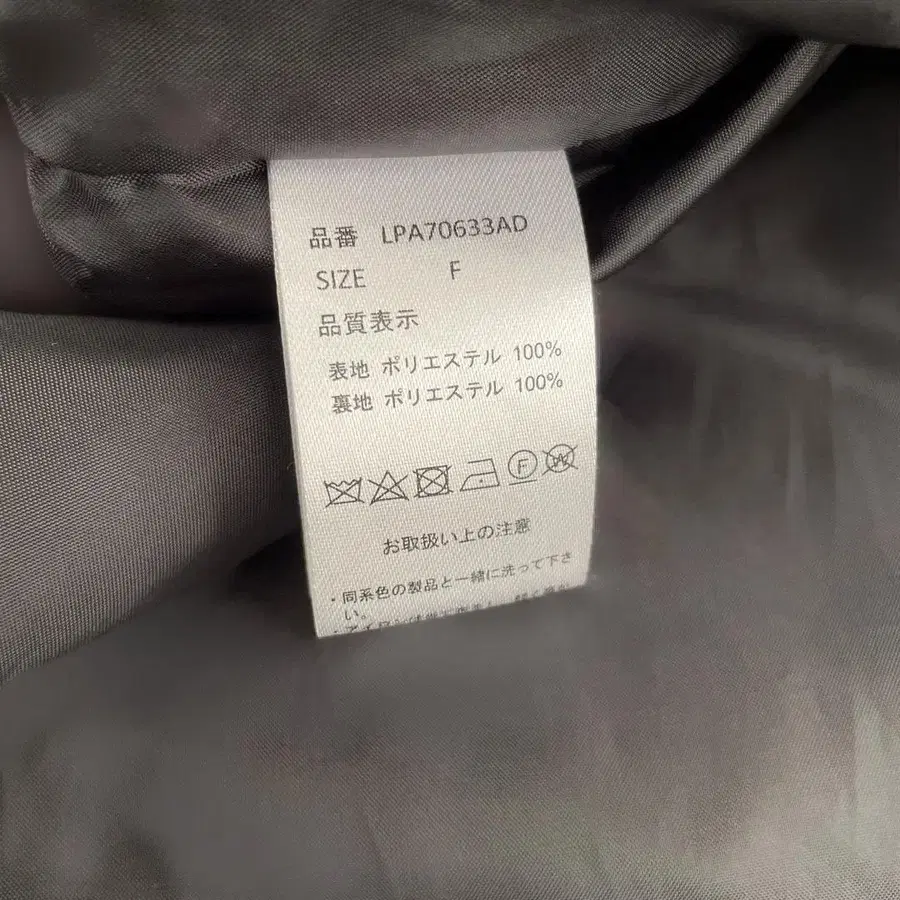 品番 LPA70633AD
SIZE F
品質表示
表地 ポリエステル 100%
裏地 ポリエステル 100%
F W
お取扱い上の注意
・同系色の製品と一緒に洗って下さ
い。